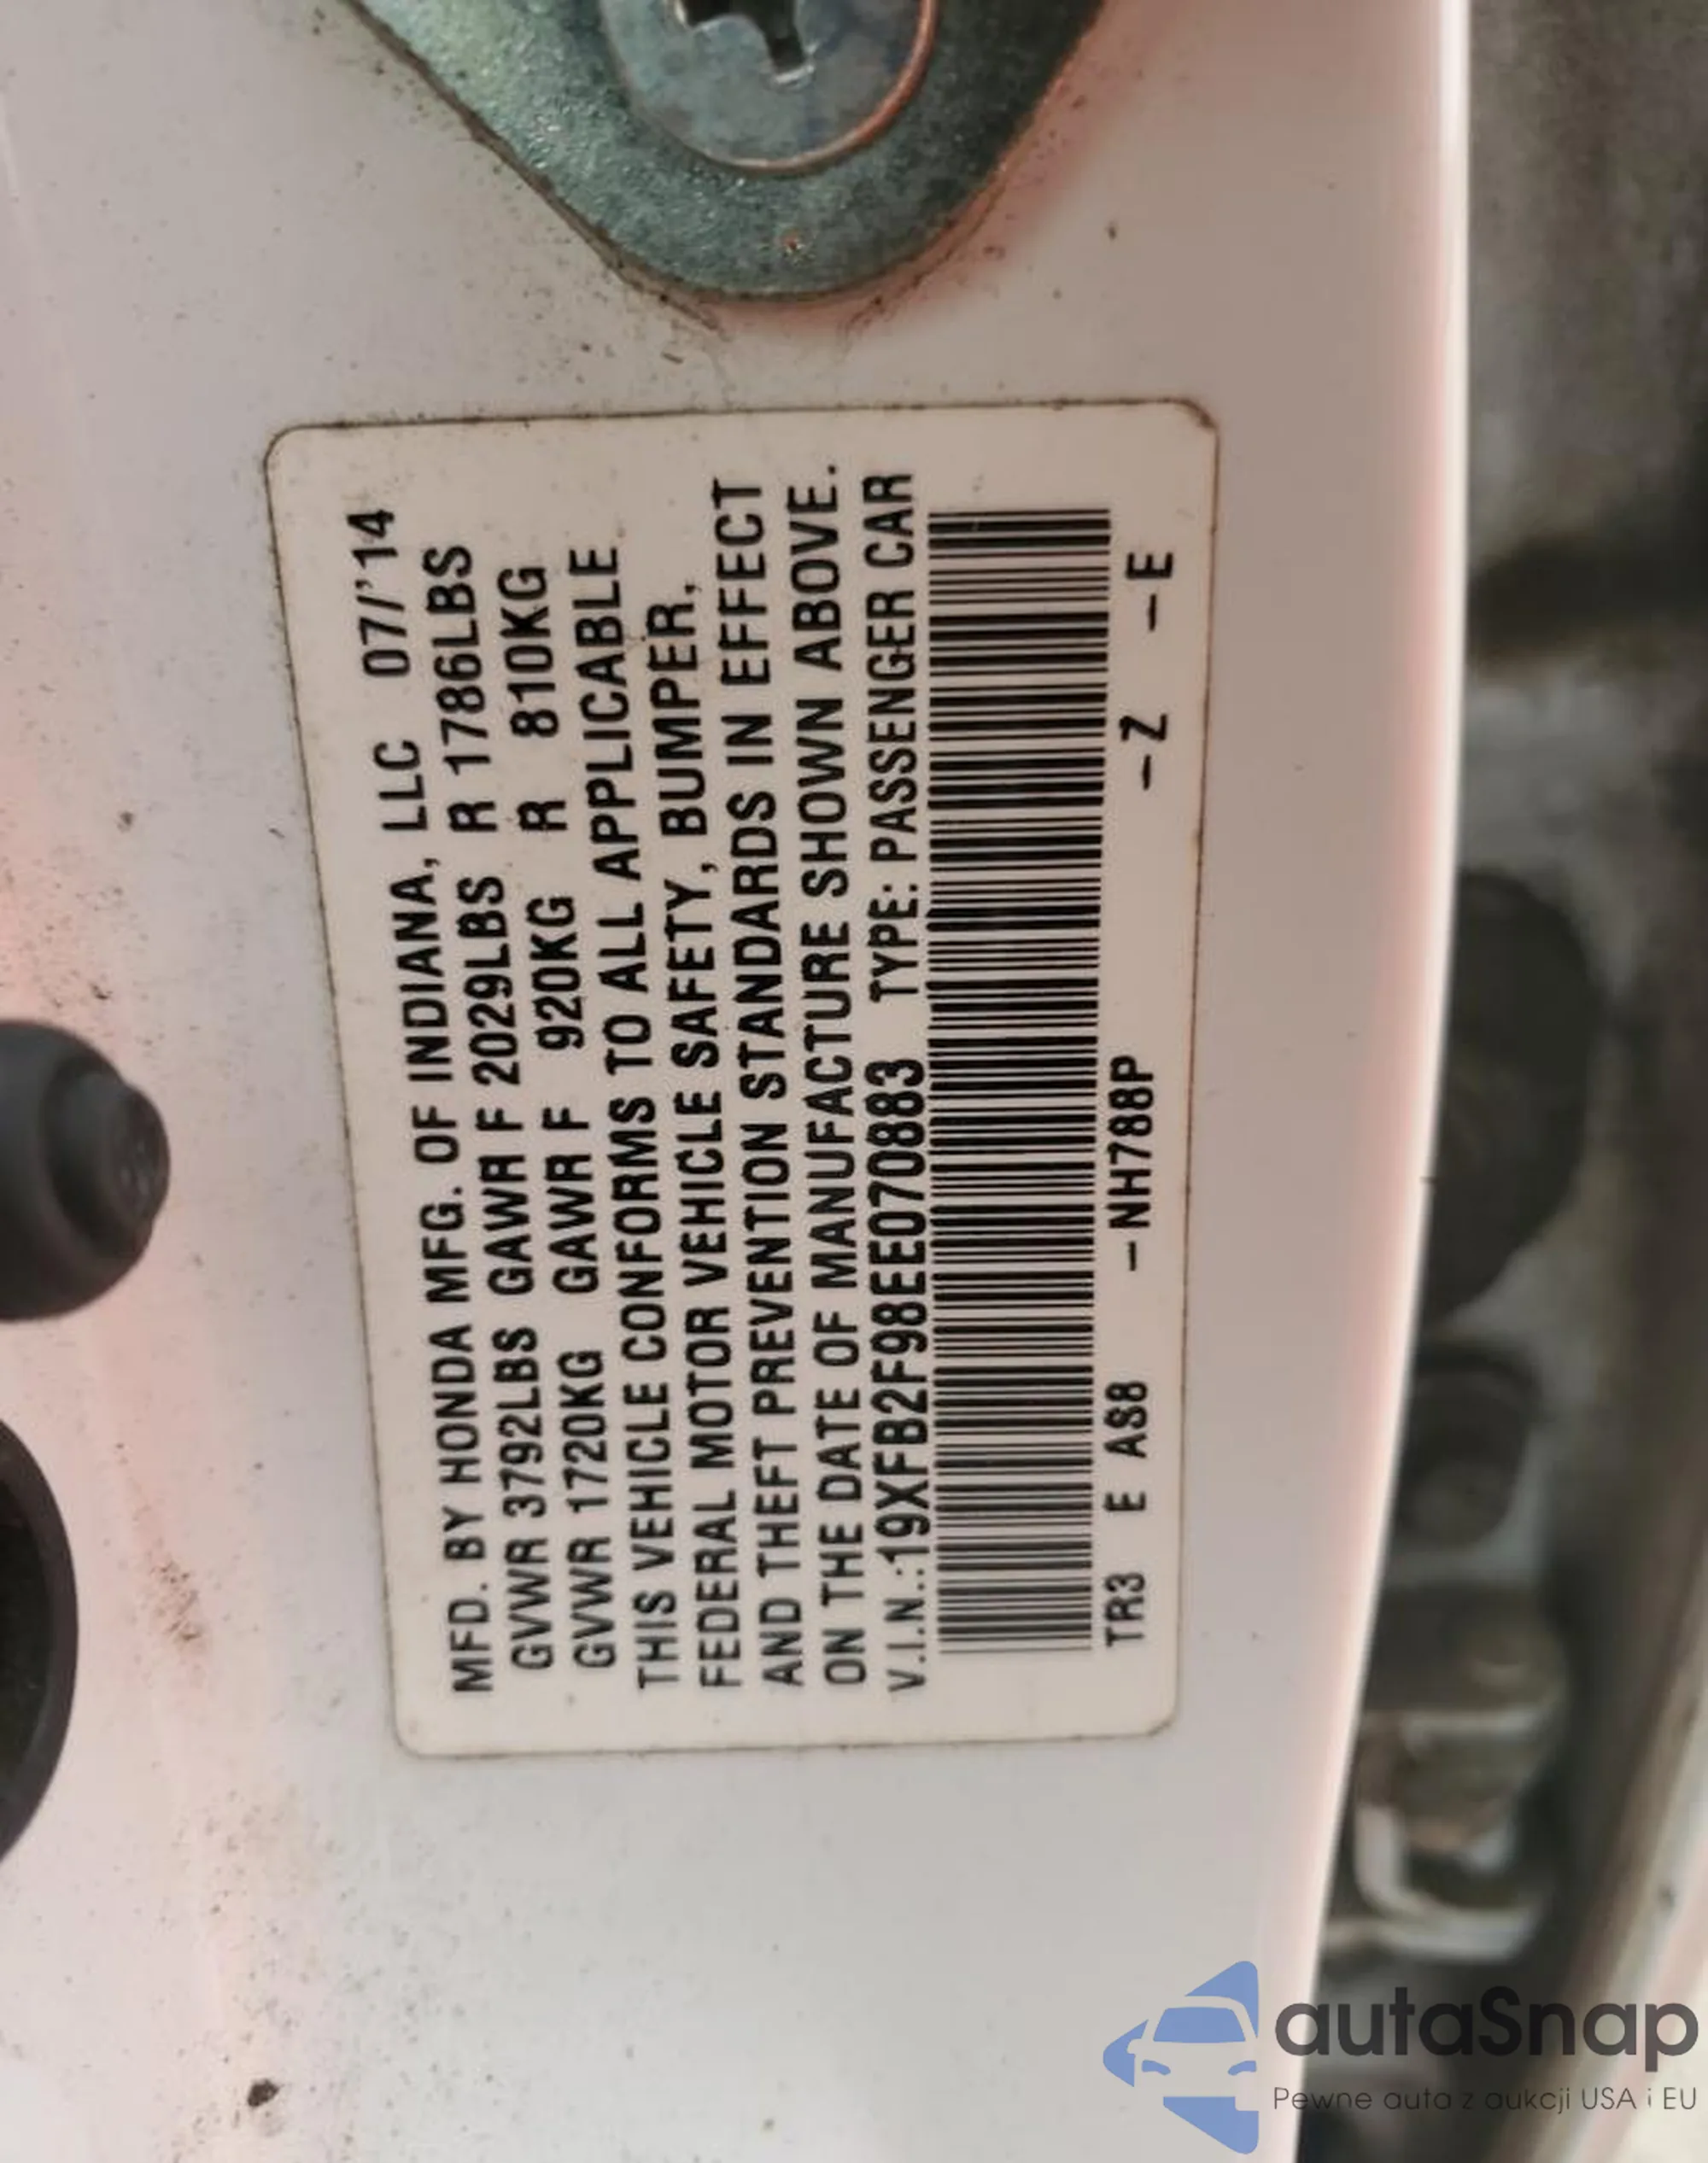 MFD. BY HONDA MFG. OF INDIANA, LLC 07/'14
GVWR 3792LBS GAWR F 2029LBS R 1786LBS
GVWR 1720KG GAWR F 920KG R 810KG
THIS VEHICLE CONFORMS TO ALL APPLICABLE
FEDERAL MOTOR VEHICLE SAFETY, BUMPER,
AND THEFT PREVENTION STANDARDS IN EFFECT
ON THE DATE OF MANUFACTURE SHOWN ABOVE.
V.I.N.:19XFB2F98EE070883 TYPE: PASSENGER CAR
TR3 E AS8 –NH788P –Z –E
autaSnap
Pewne auta z aukcji USA i EU